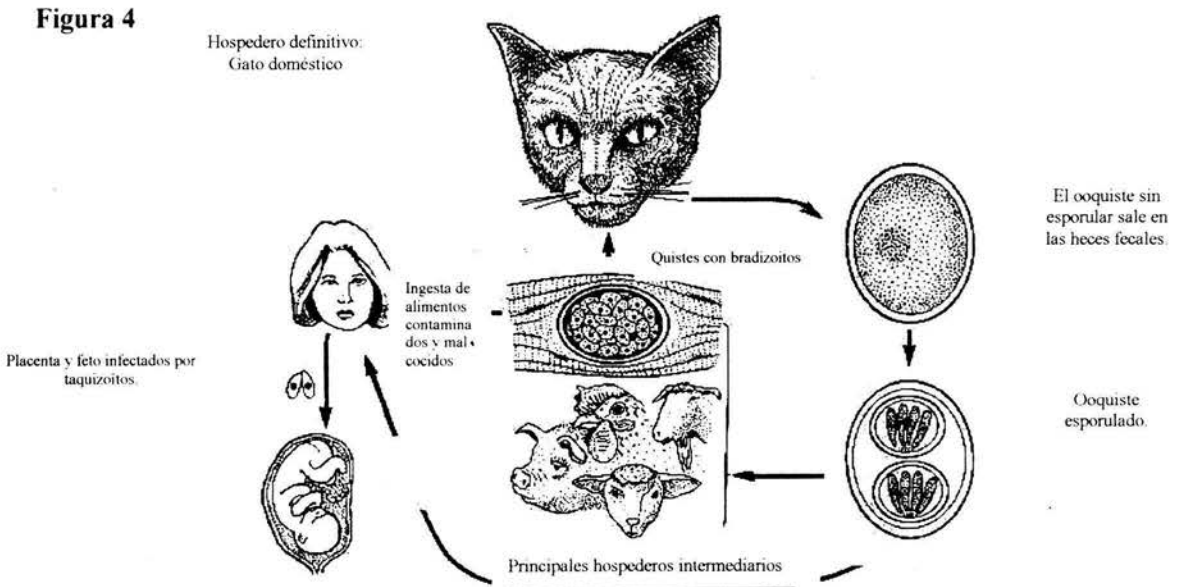 Figura 4
Hospedero definitivo:
Gato doméstico
El ooquiste sin
esporular sale en
las heces fecales.
Quistes con bradizoitos
Ingesta de
alimentos
contamina
dos y mal
cocidos
Placenta y feto infectados por
taquizoítos.
Ooquiste
esporulado.
Principales hospederos intermediarios